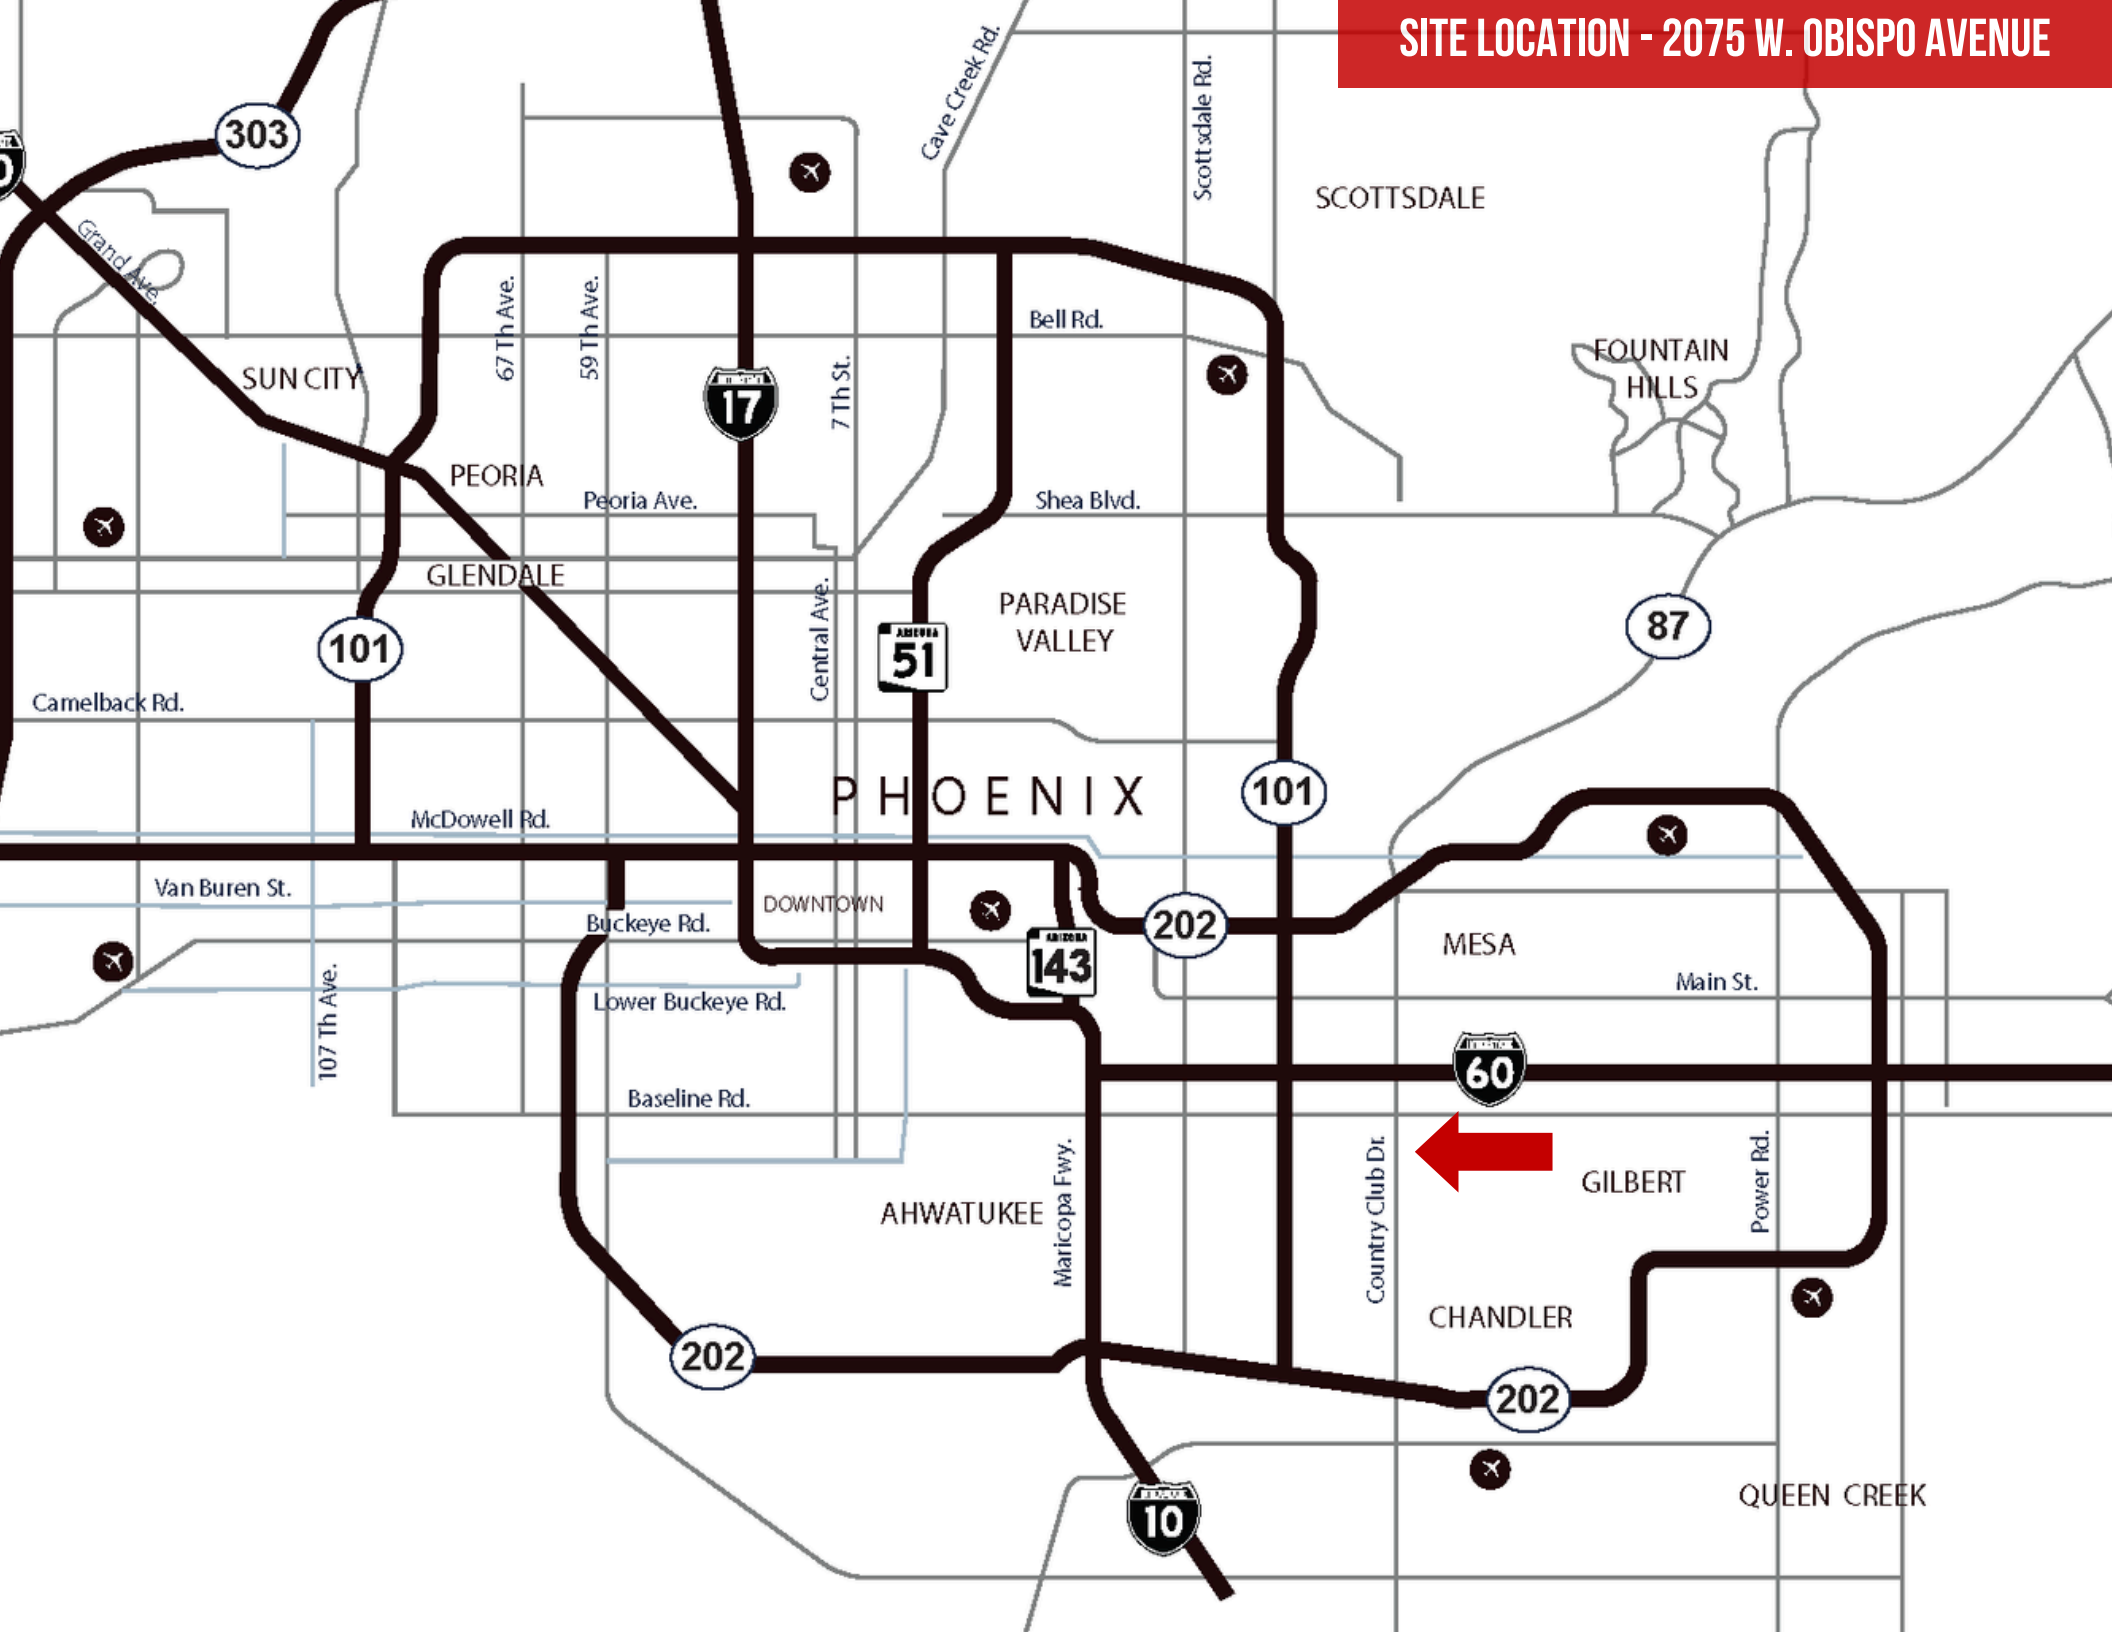 SITE LOCATION - 2075 W. OBISPO AVENUE
303
Cave Creek Rd.
Scottsdale Rd.
SCOTTSDALE
Grand Ave.
67 Th Ave.
59 Th Ave.
Bell Rd.
FOUNTAIN
HILLS
SUN CITY
17
7 Th St.
PEORIA
Peoria Ave.
Shea Blvd.
GLENDALE
PARADISE
VALLEY
Central Ave.
ARIZONA
51
87
101
Camelback Rd.
PHOENIX
101
McDowell Rd.
Van Buren St.
DOWNTOWN
Buckeye Rd.
202
ARIZONA
143
MESA
Main St.
107 Th Ave.
Lower Buckeye Rd.
60
Baseline Rd.
Maricopa Fwy.
Country Club Dr.
Power Rd.
GILBERT
AHWATUKEE
CHANDLER
202
202
QUEEN CREEK
10